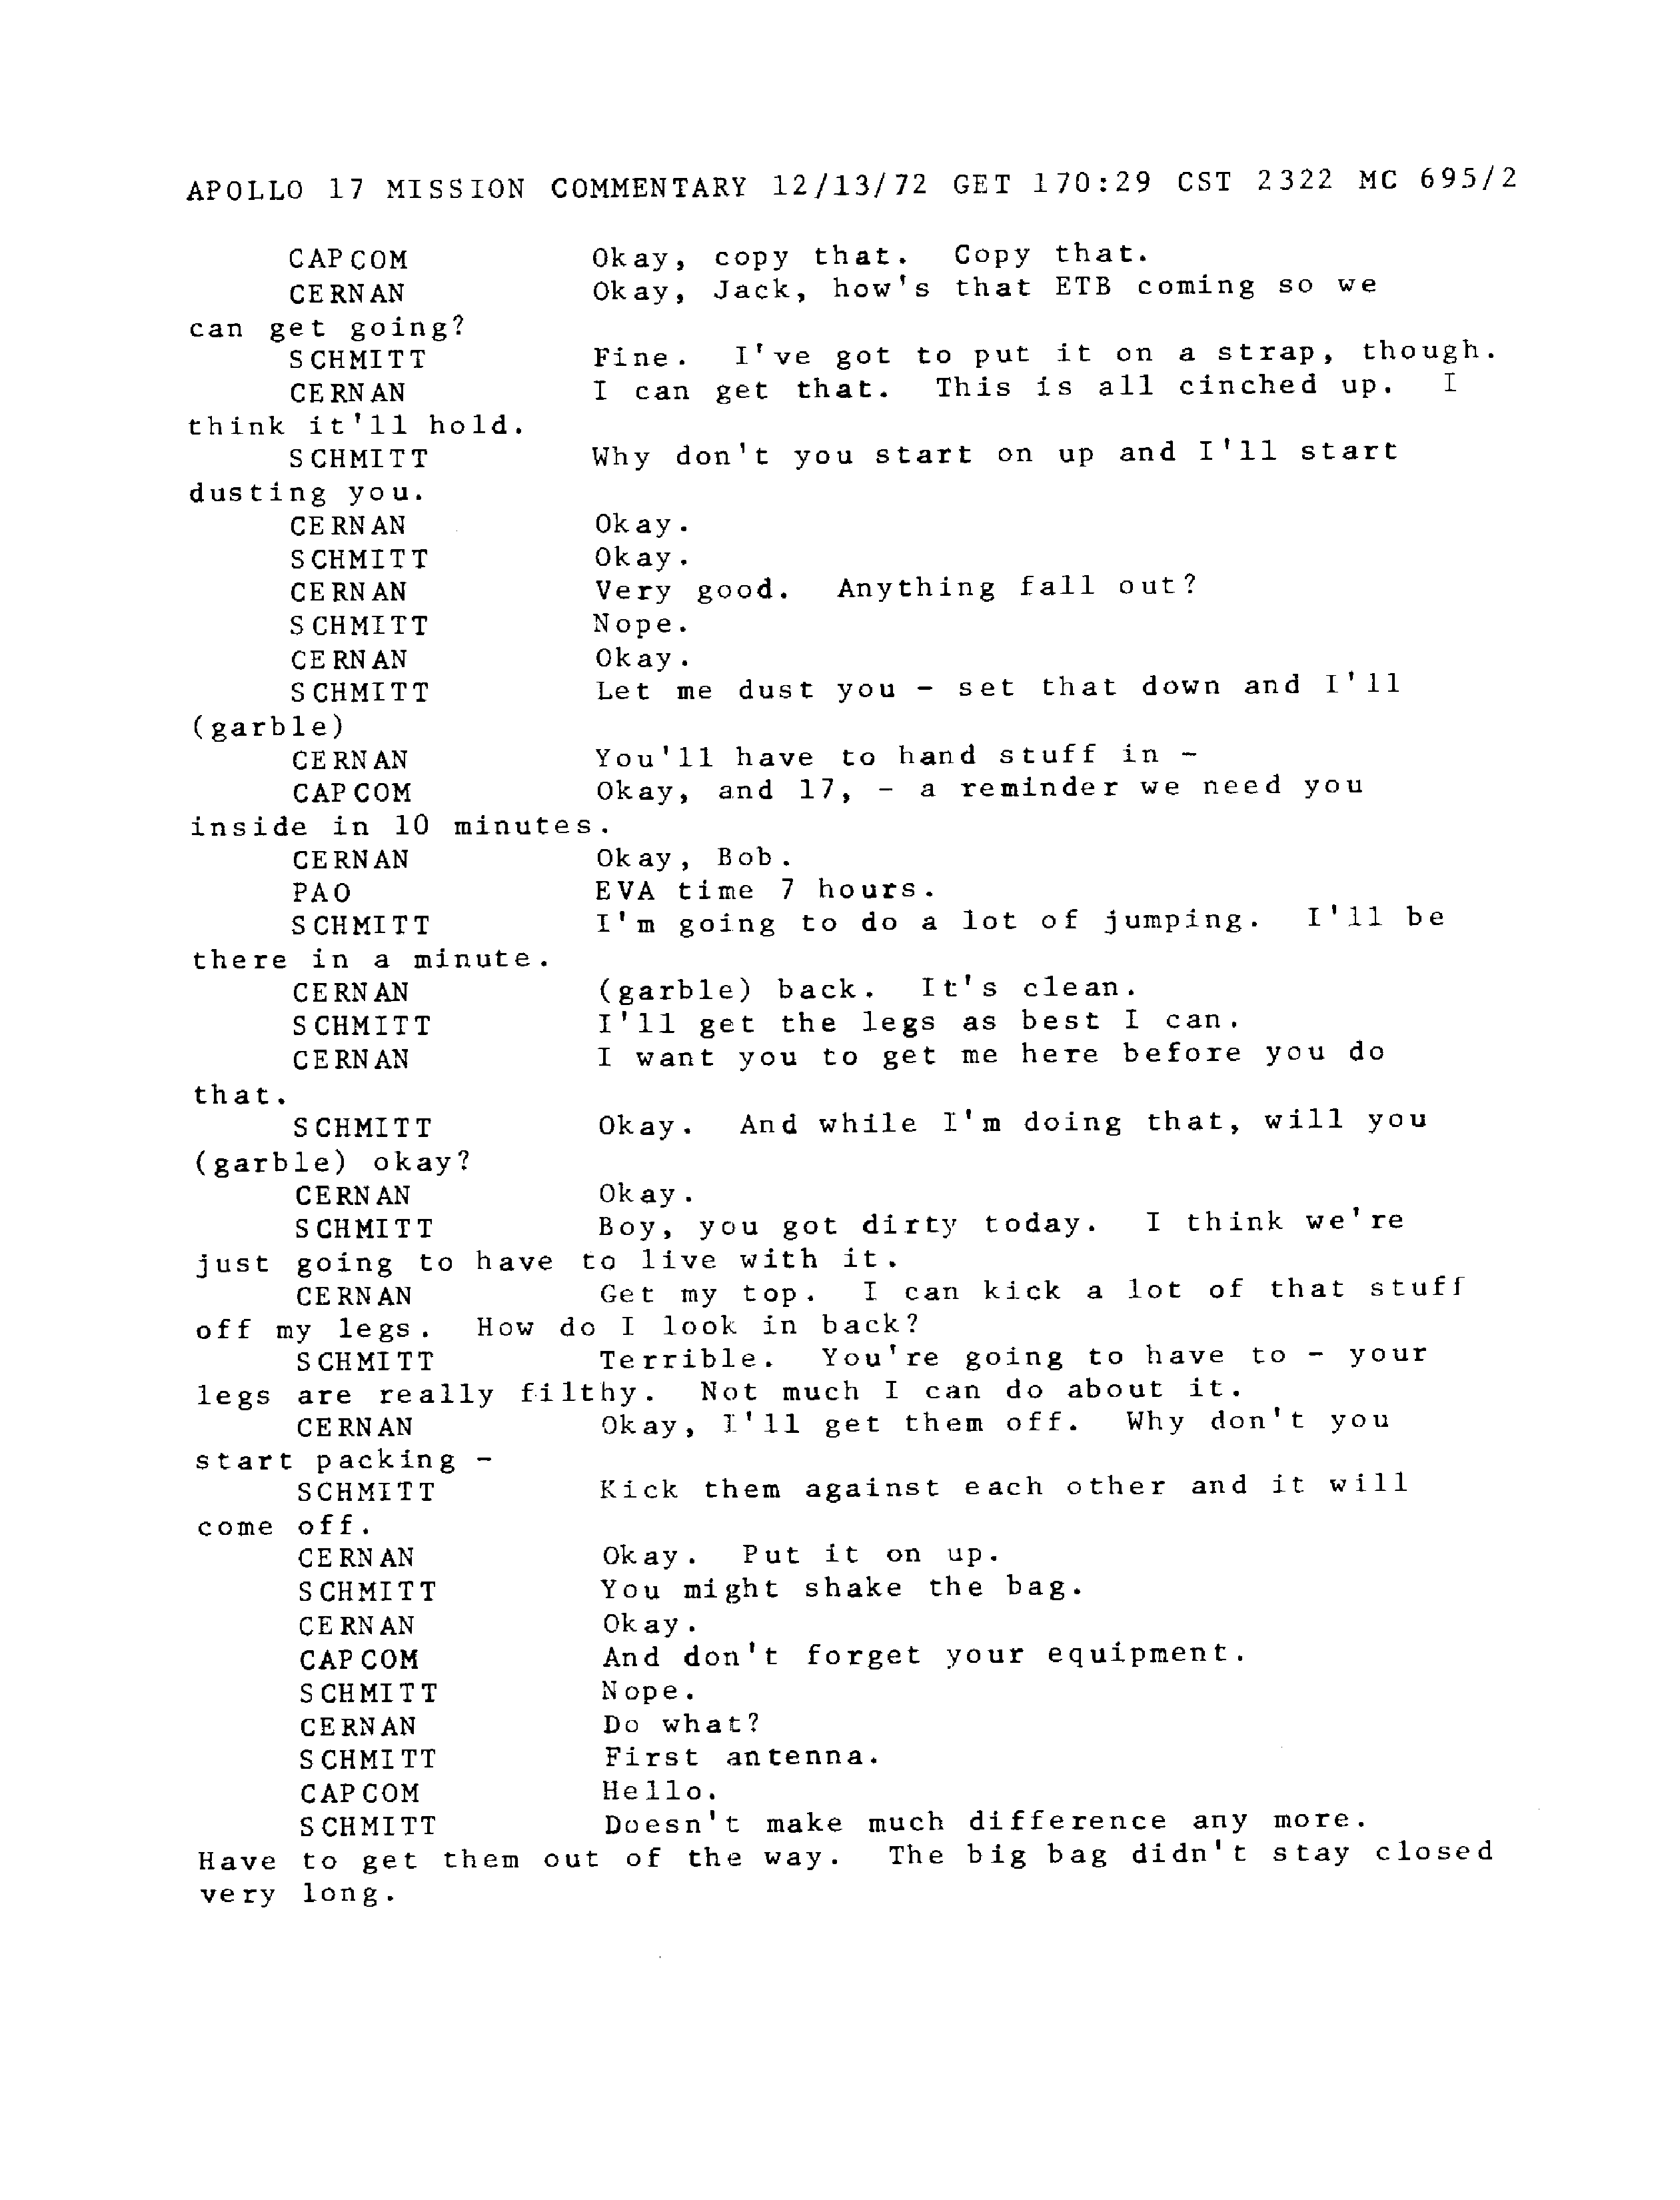 APOLLO 17 MISSION COMMENTARY 12/13/72 GET 170:29 CST 2322 MC 695/2
CAPCOM Okay, copy that. Copy that.
CERNAN Okay, Jack, how's that ETB coming so we
can get going?
SCHMITT Fine. I've got to put it on a strap, though.
CERNAN I can get that. This is all cinched up. I
think it'll hold.
SCHMITT Why don't you start on up and I'll start
dusting you.
CERNAN Okay.
SCHMITT Okay.
CERNAN Very good. Anything fall out?
SCHMITT Nope.
CERNAN Okay.
SCHMITT Let me dust you - set that down and I'll
(garble)
CERNAN You'll have to hand stuff in -
CAPCOM Okay, and 17, - a reminder we need you
inside in 10 minutes.
CERNAN Okay, Bob.
PAO EVA time 7 hours.
SCHMITT I'm going to do a lot of jumping. I'll be
there in a minute.
CERNAN (garble) back. It's clean.
SCHMITT I'll get the legs as best I can.
CERNAN I want you to get me here before you do
that.
SCHMITT Okay. And while I'm doing that, will you
(garble) okay?
CERNAN Okay.
SCHMITT Boy, you got dirty today. I think we're
just going to have to live with it.
CERNAN Get my top. I can kick a lot of that stuff
off my legs. How do I look in back?
SCHMITT Terrible. You're going to have to - your
legs are really filthy. Not much I can do about it.
CERNAN Okay, I'll get them off. Why don't you
start packing -
SCHMITT Kick them against each other and it will
come off.
CERNAN Okay. Put it on up.
SCHMITT You might shake the bag.
CERNAN Okay.
CAPCOM And don't forget your equipment.
SCHMITT Nope.
CERNAN Do what?
SCHMITT First antenna.
CAPCOM Hello.
SCHMITT Doesn't make much difference any more.
Have to get them out of the way. The big bag didn't stay closed
very long.